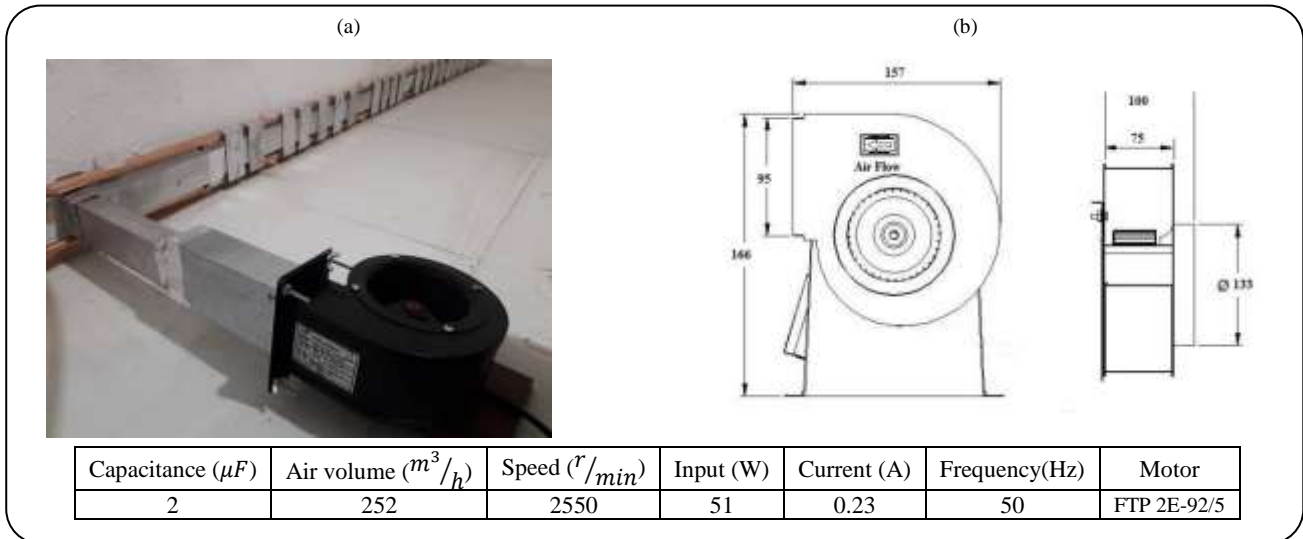 (a) (b)
157
100
75
Air Flow
95
166
Ø 133
Capacitance (μF) Air volume (m³/h) Speed (r/min) Input (W) Current (A) Frequency(Hz) Motor
2 252 2550 51 0.23 50 FTP 2E-92/5